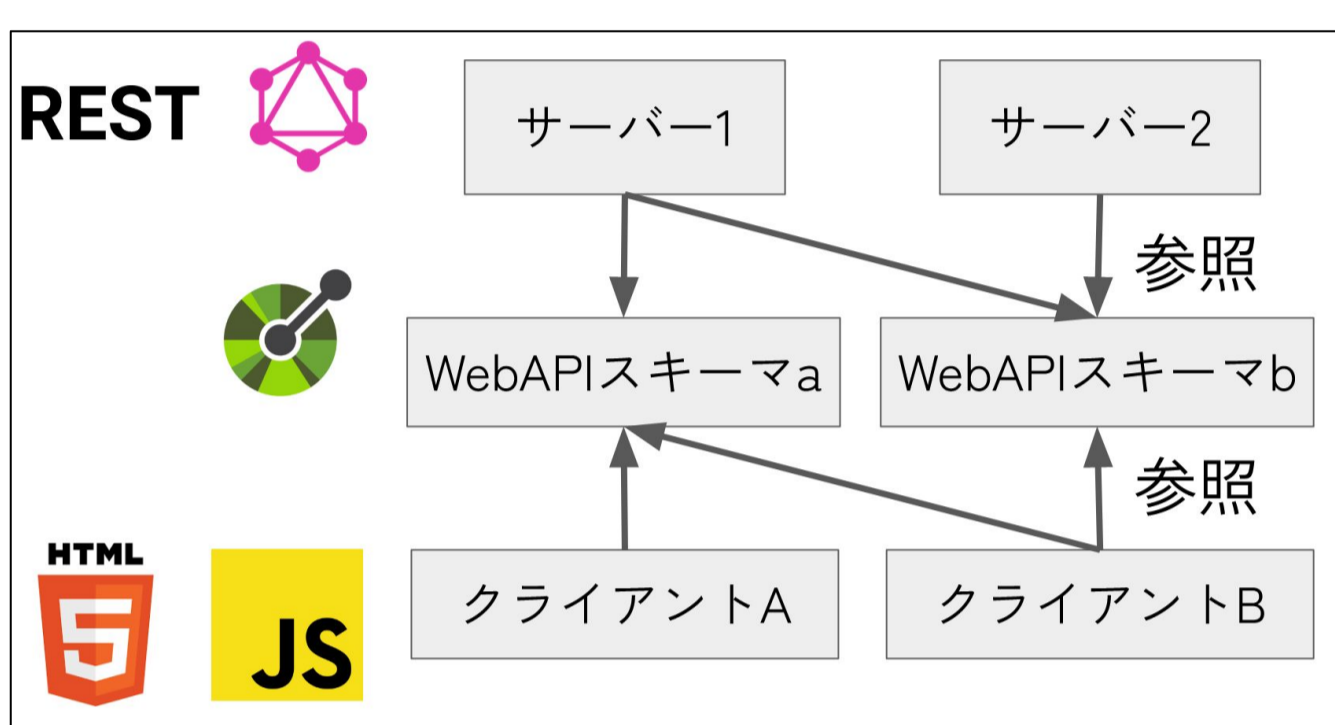 REST
サーバー1
サーバー2
参照
WebAPIスキーマa
WebAPIスキーマb
参照
HTML
5
JS
クライアントA
クライアントB